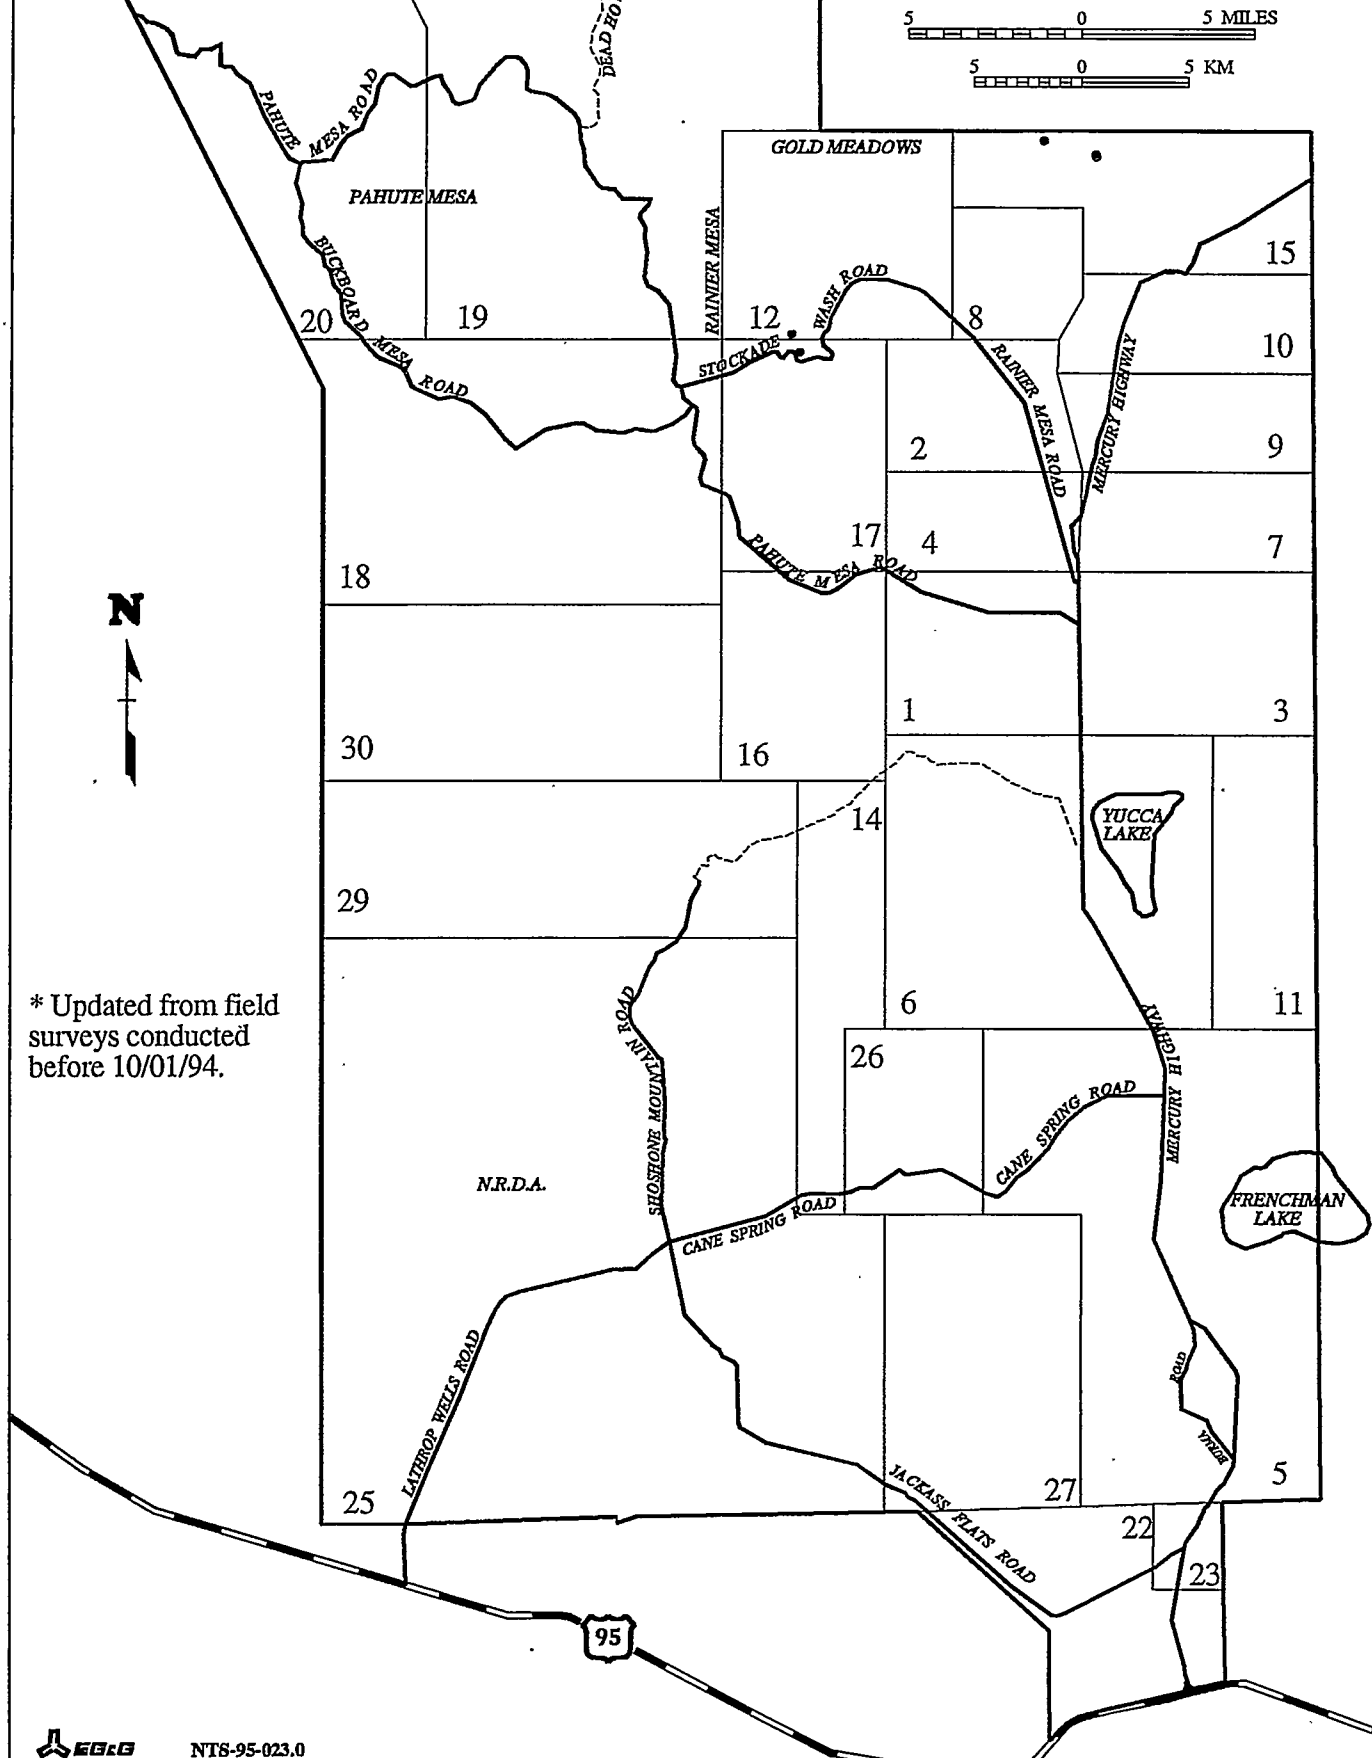 5 0 5 MILES
5 0 5 KM
DEAD HO
PAHUTE MESA ROAD
GOLD MEADOWS
PAHUTE MESA
RAINIER MESA
BUCKBOARD MESA ROAD
WASH ROAD
15
20
19
12
8
STOCKADE
RAINIER MESA ROAD
MERCURY HIGHWAY
10
2
9
17
4
7
PAHUTE MESA ROAD
18
N
1
3
30
16
14
YUCCA
LAKE
29
* Updated from field
surveys conducted
before 10/01/94.
6
11
SHOSHONE MOUNTAIN ROAD
26
MERCURY HIGHWAY
CANE SPRING ROAD
N.R.D.A.
FRENCHMAN
LAKE
CANE SPRING ROAD
LATHROP WELLS ROAD
ROAD
5
25
JACKASS FLATS ROAD
27
22
23
95
EG&G
NTS-95-023.0